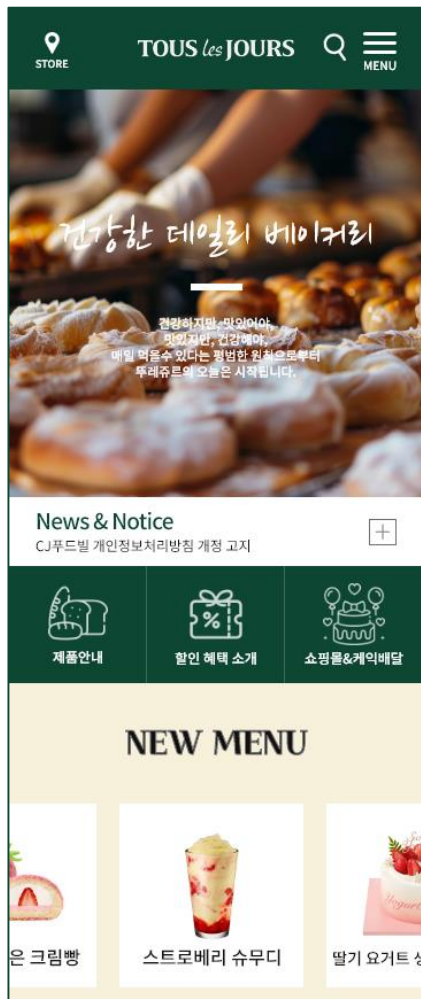 STORE
TOUS les JOURS
MENU
건강한 데일리 베이커리
건강하지만, 맛있어야,
맛있지만, 건강해야,
매일 먹을수 있다는 평범한 원칙으로부터
뚜레쥬르의 오늘은 시작됩니다.
News & Notice
CJ푸드빌 개인정보처리방침 개정 고지
제품안내
할인 혜택 소개
쇼핑몰&케익배달
NEW MENU
은 크림빵
스트로베리 슈무디
딸기 요거트 생